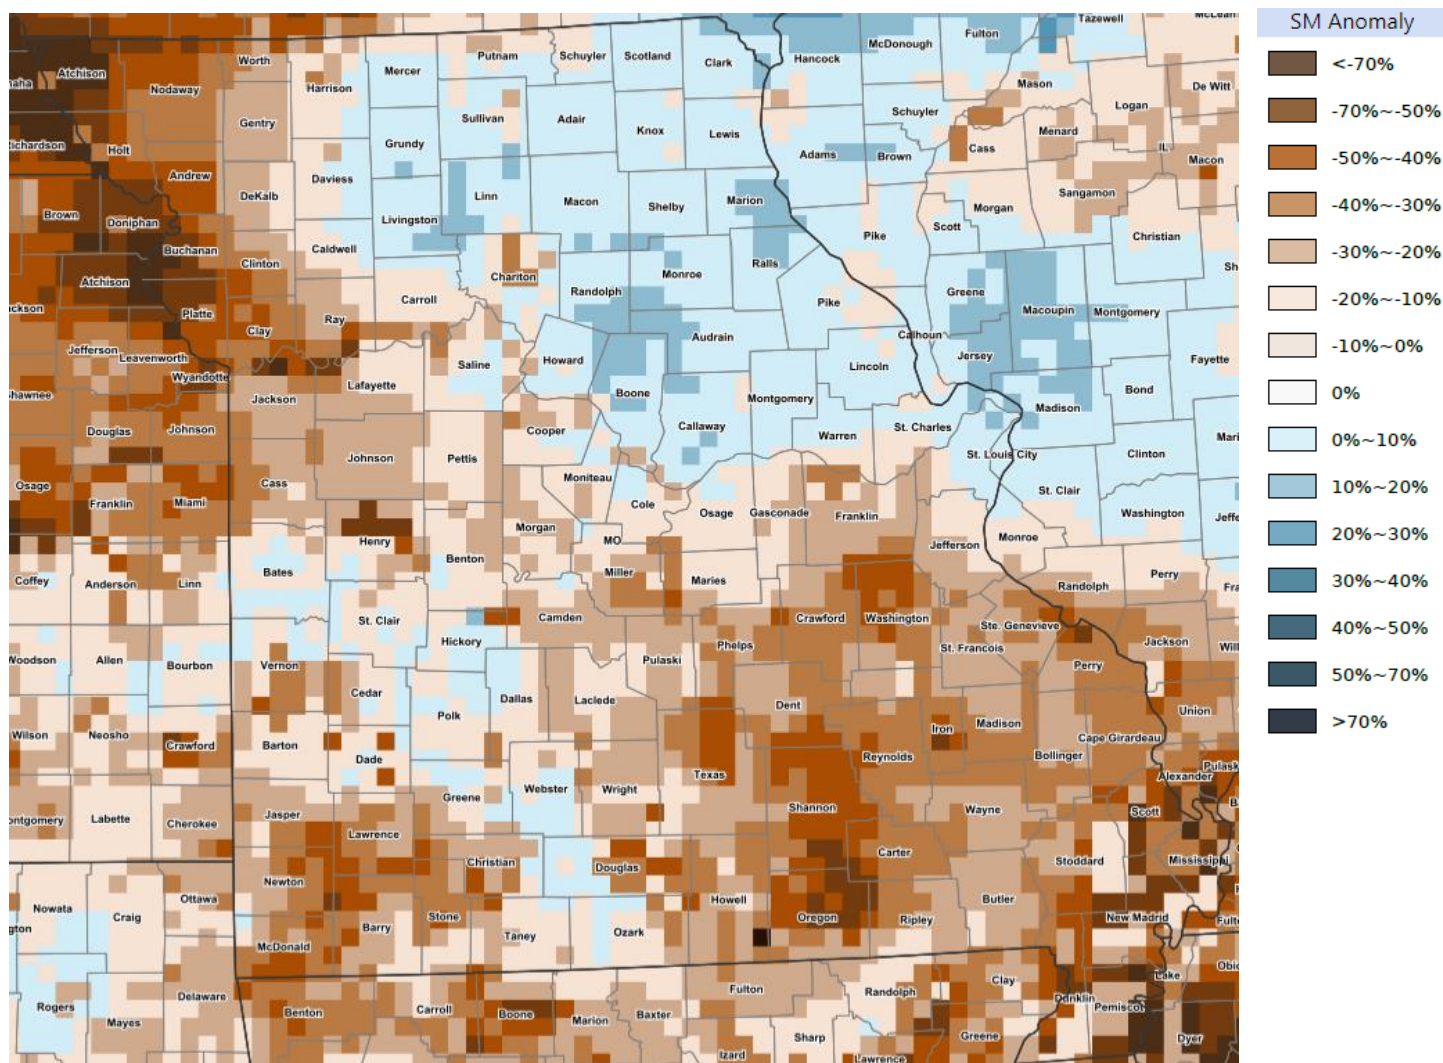 SM Anomaly
<-70%
-70%~-50%
-50%~-40%
-40%~-30%
-30%~-20%
-20%~-10%
-10%~0%
0%
0%~10%
10%~20%
20%~30%
30%~40%
40%~50%
50%~70%
>70%
Tazewell
Fulton
McDonough
Putnam
Schuyler
Scotland
Clark
Hancock
Worth
Atchison
Mercer
Nodaway
Harrison
Mason
De Witt
Logan
Schuyler
Sullivan
Adair
Knox
Lewis
Gentry
Menard
Holt
Grundy
Adams
Brown
Cass
IL
Macon
Andrew
Daviess
DeKalb
Linn
Macon
Shelby
Marion
Sangamon
Morgan
Brown
Doniphan
Livingston
Scott
Pike
Christian
Buchanan
Caldwell
Clinton
Ralls
Chariton
Monroe
Atchison
Randolph
Greene
Carroll
Pike
Platte
Ray
Macoupin
Montgomery
Clay
Audrain
Calhoun
Jefferson
Leavenworth
Jersey
Fayette
Howard
Saline
Lincoln
Wyandotte
Lafayette
Boone
Bond
Jackson
Montgomery
Madison
Douglas
Johnson
Cooper
Callaway
Warren
St. Charles
Johnson
Pettis
St. Louis City
Clinton
Osage
Cass
Moniteau
St. Clair
Franklin
Miami
Cole
Osage
Gasconade
Franklin
Washington
Morgan
Henry
MO
Jefferson
Monroe
Benton
Bates
Miller
Maries
Perry
Coffey
Anderson
Linn
Randolph
St. Clair
Camden
Crawford
Washington
Ste. Genevieve
Hickory
Phelps
St. Francois
Jackson
Woodson
Allen
Bourbon
Vernon
Pulaski
Perry
Cedar
Dallas
Laclede
Dent
Polk
Union
Wilson
Neosho
Crawford
Barton
Iron
Madison
Cape Girardeau
Dade
Reynolds
Bollinger
Texas
Alexander
Greene
Webster
Wright
Shannon
Wayne
Scott
Labette
Cherokee
Jasper
Lawrence
Carter
Christian
Douglas
Stoddard
Mississippi
Newton
Ottawa
Howell
Butler
Nowata
Craig
Stone
Barry
Oregon
Ripley
New Madrid
Taney
Ozark
McDonald
Lake
Rogers
Delaware
Fulton
Randolph
Clay
Dunklin
Pemiscot
Mayes
Benton
Carroll
Boone
Marion
Baxter
Sharp
Greene
Dyer
Izard
Lawrence